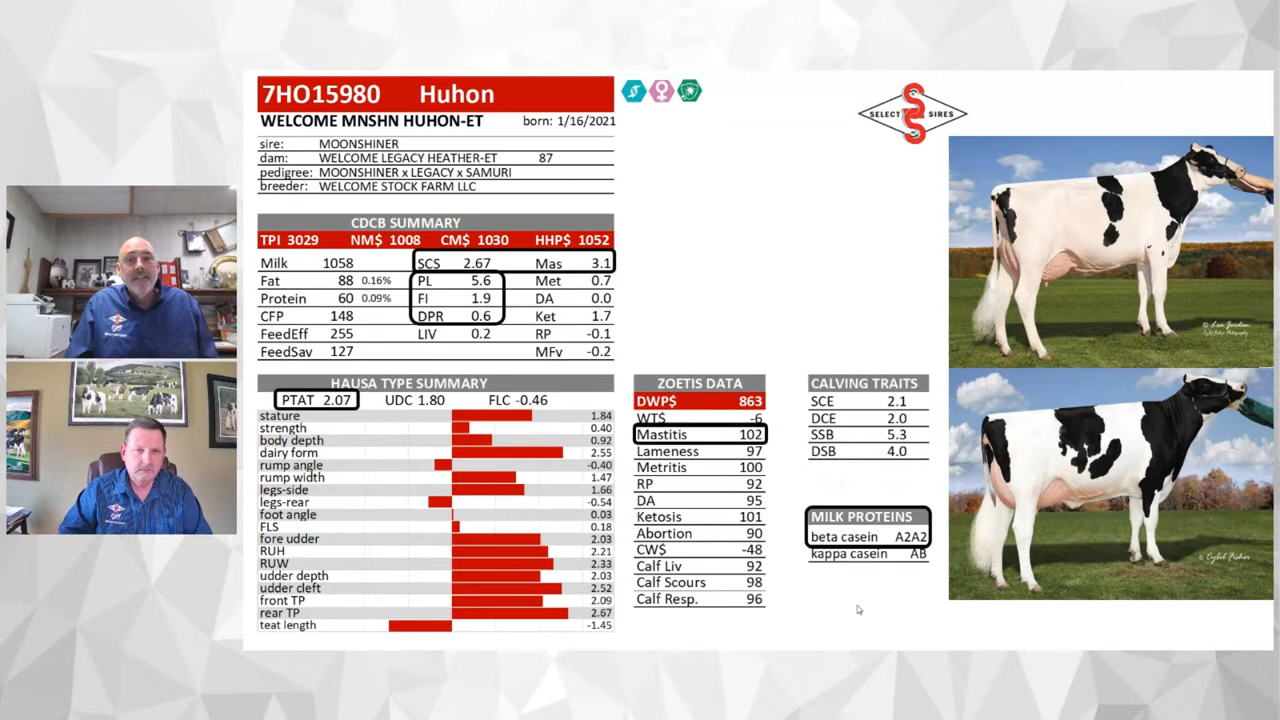 7HO15980 Huhon
WELCOME MNSHN HUHON-ET born: 1/16/2021
sire: MOONSHINER
dam: WELCOME LEGACY HEATHER-ET 87
pedigree: MOONSHINER x LEGACY x SAMURI
breeder: WELCOME STOCK FARM LLC
SELECT SIRES
CDCB SUMMARY
TPI 3029 NM$ 1008 CM$ 1030 HHP$ 1052
Milk 1058 SCS 2.67 Mas 3.1
Fat 88 0.16% PL 5.6 Met 0.7
Protein 60 0.09% FI 1.9 DA 0.0
CFP 148 DPR 0.6 Ket 1.7
FeedEff 255 LIV 0.2 RP -0.1
FeedSav 127 MFv -0.2
HAUSA TYPE SUMMARY
PTAT 2.07 UDC 1.80 FLC -0.46
stature 1.84
strength 0.40
body depth 0.92
dairy form 2.55
rump angle -0.40
rump width 1.47
legs-side 1.66
legs-rear -0.54
foot angle 0.03
FLS 0.18
fore udder 2.03
RUH 2.21
RUW 2.33
udder depth 2.03
udder cleft 2.52
front TP 2.09
rear TP 2.67
teat length -1.45
ZOETIS DATA
DWP$ 863
WT$ -6
Mastitis 102
Lameness 97
Metritis 100
RP 92
DA 95
Ketosis 101
Abortion 90
CW$ -48
Calf Liv 92
Calf Scours 98
Calf Resp. 96
CALVING TRAITS
SCE 2.1
DCE 2.0
SSB 5.3
DSB 4.0
MILK PROTEINS
beta casein A2A2
kappa casein AB
© Lea Jordan
© Cybil Fisher